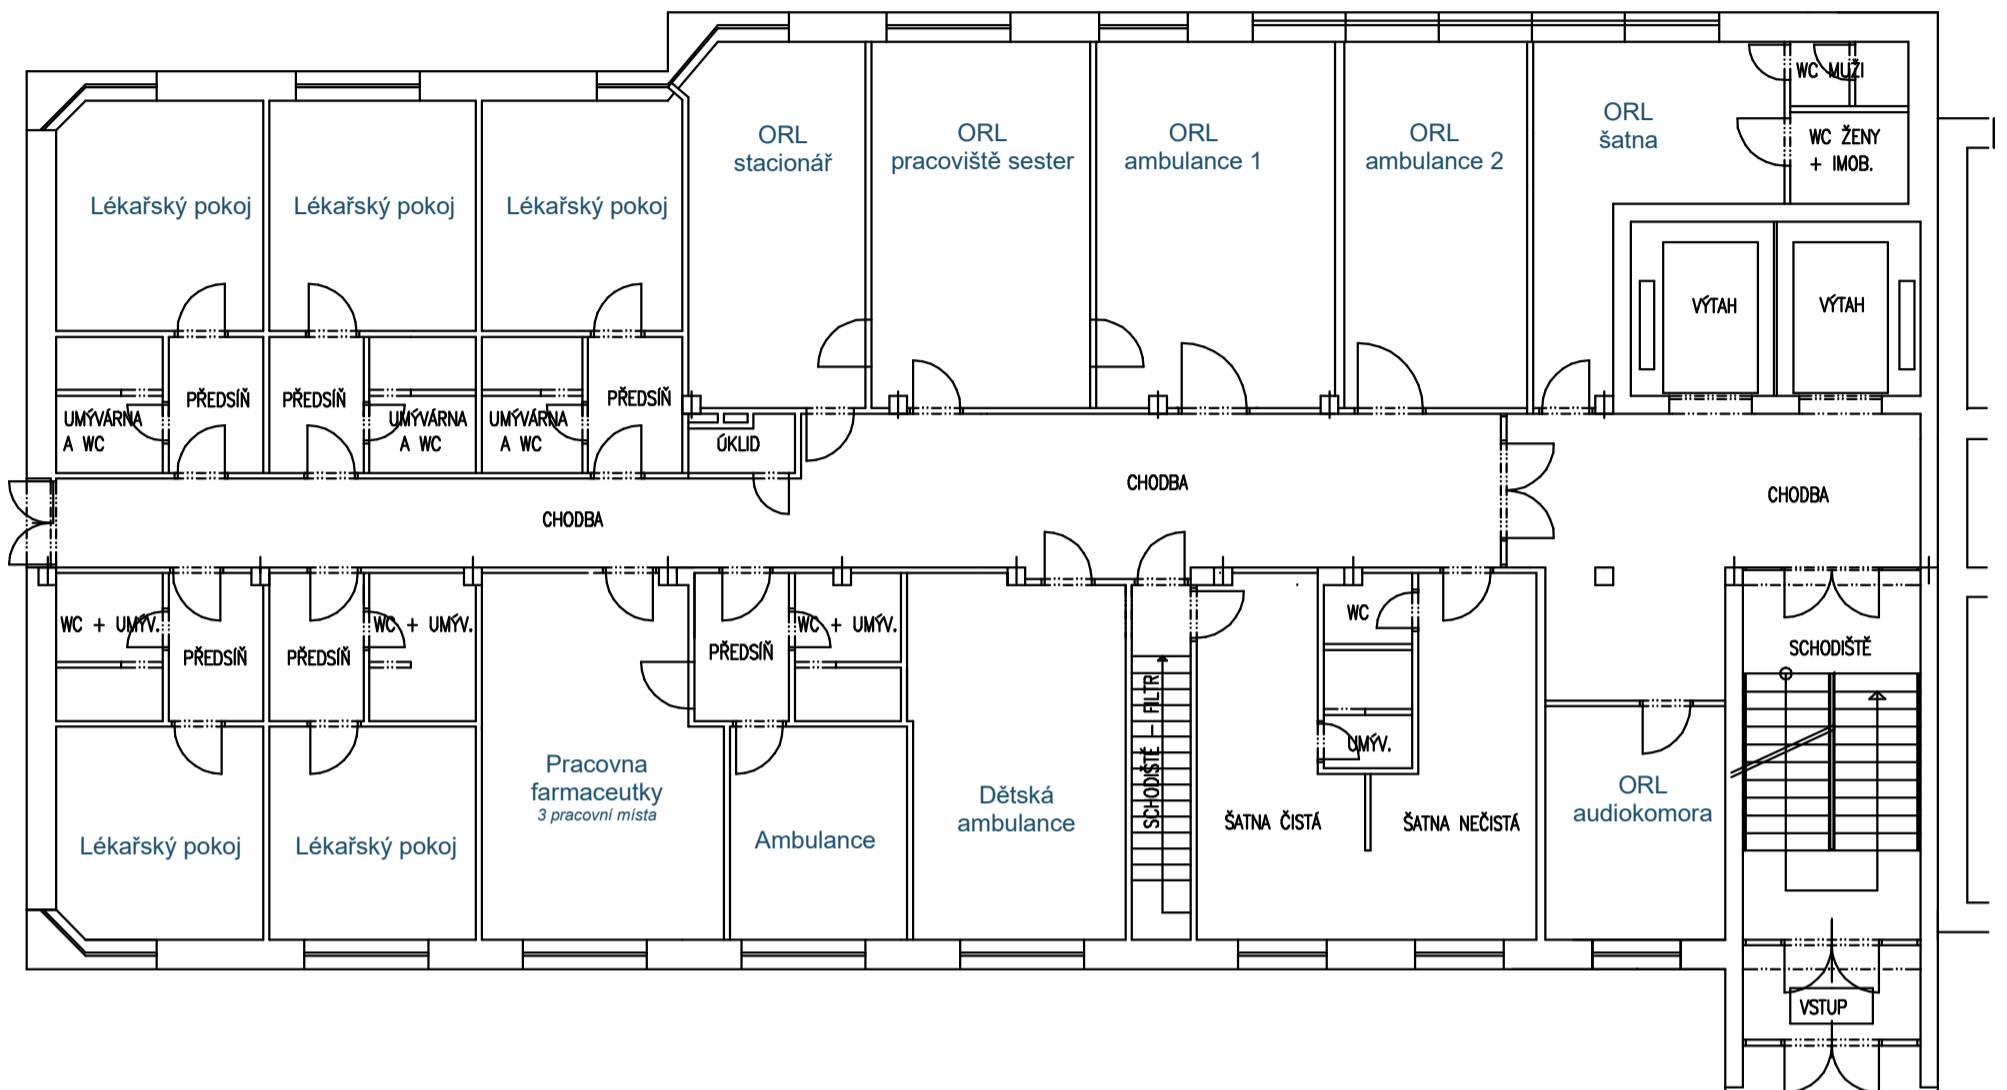 WC MUŽI
ORL
šatna
ORL
stacionář
ORL
pracoviště sester
ORL
ambulance 1
ORL
ambulance 2
WC ŽENY
+ IMOB.
Lékařský pokoj
Lékařský pokoj
Lékařský pokoj
VÝTAH
VÝTAH
PŘEDSÍŇ
PŘEDSÍŇ
PŘEDSÍŇ
UMÝVÁRNA
A WC
UMÝVÁRNA
A WC
UMÝVÁRNA
A WC
ÚKLID
CHODBA
CHODBA
CHODBA
WC + UMÝV.
PŘEDSÍŇ
PŘEDSÍŇ
WC + UMÝV.
PŘEDSÍŇ
WC + UMÝV.
WC
SCHODIŠTĚ
SCHODIŠTĚ – FILTR
UMÝV.
Pracovna
farmaceutky
3 pracovní místa
Dětská
ambulance
ŠATNA ČISTÁ
ŠATNA NEČISTÁ
ORL
audiokomora
Lékařský pokoj
Lékařský pokoj
Ambulance
VSTUP